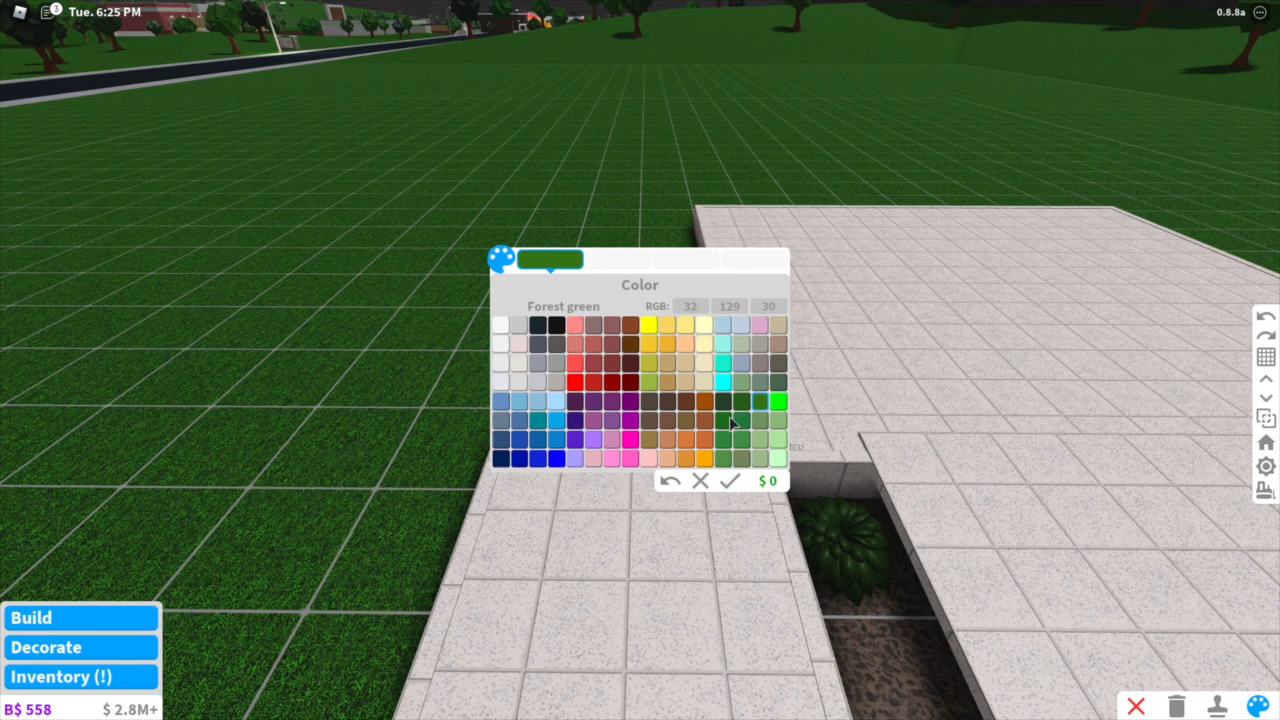 3
Tue. 6:25 PM
0.8.8a
Color
Forest green
RGB: 32 129 30
$ 0
Build
Decorate
Inventory (!)
B$ 558
$ 2.8M+